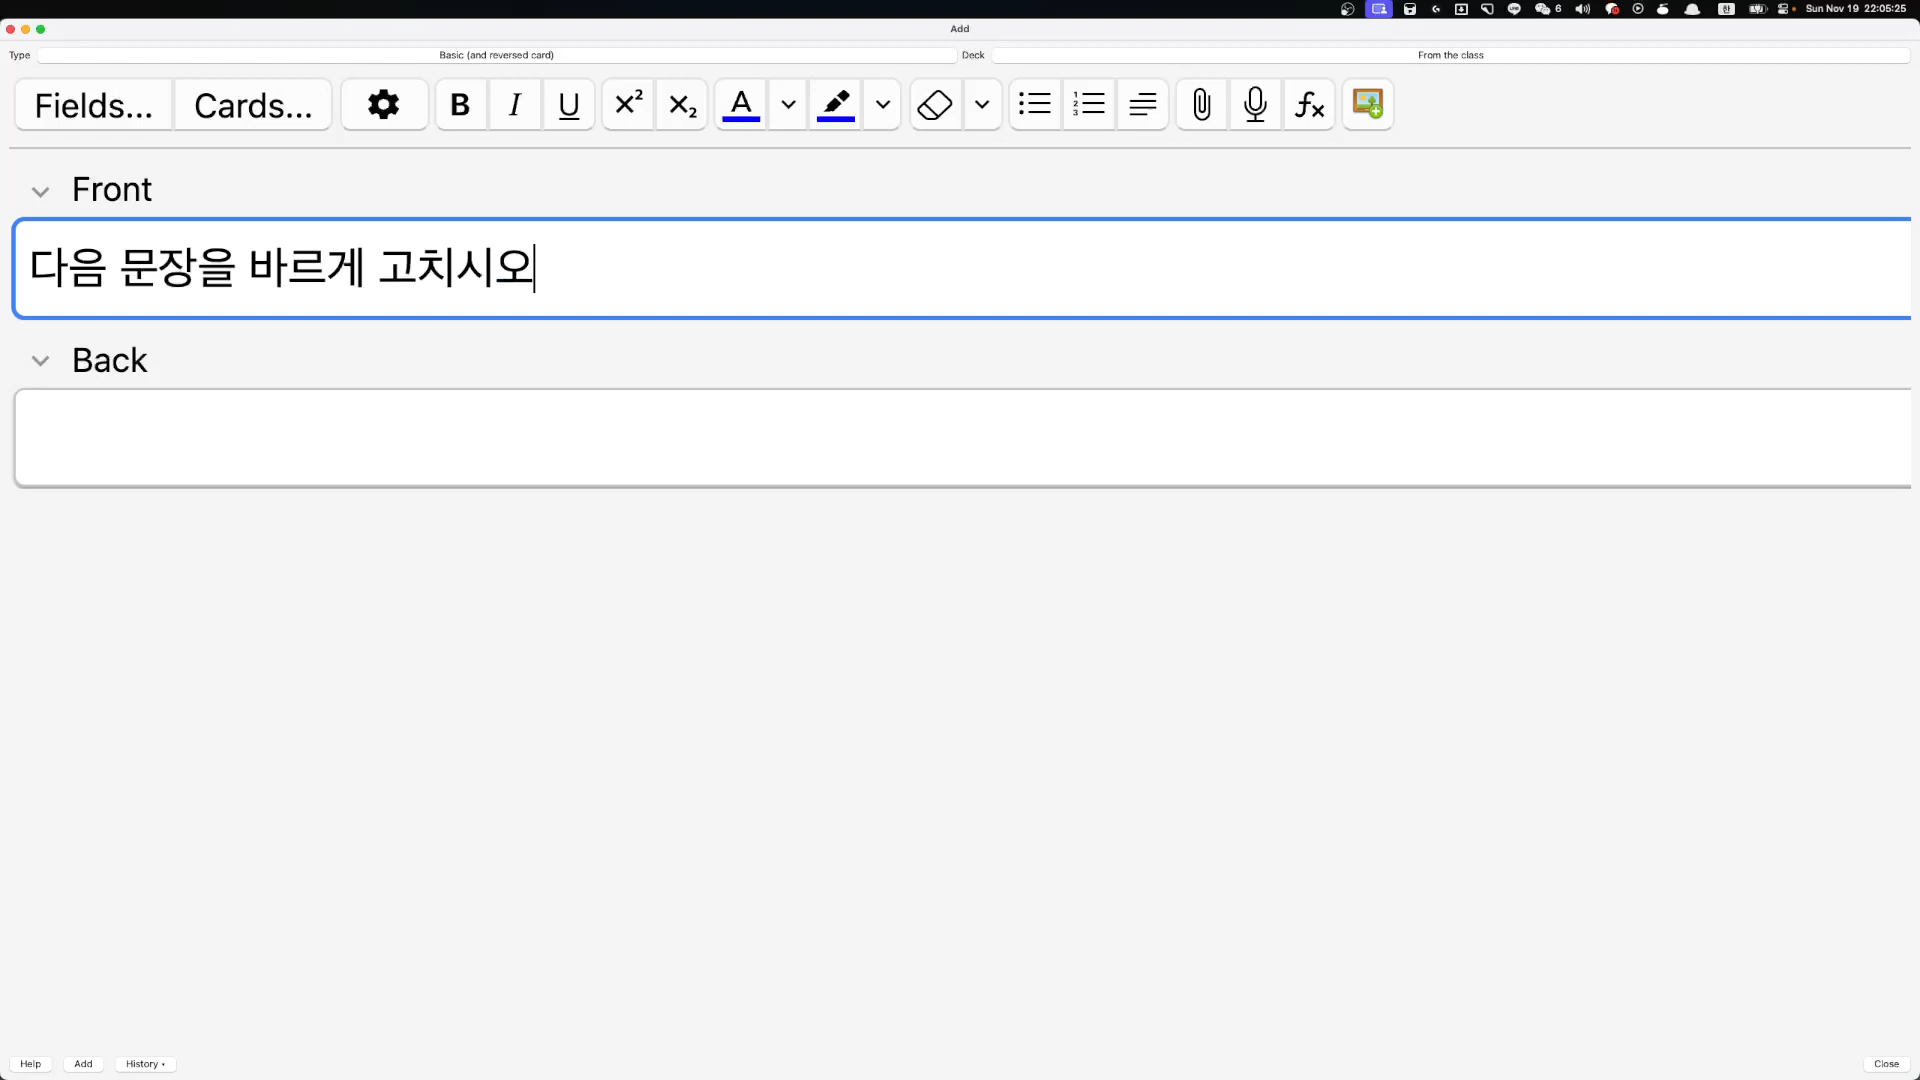 6
Sun Nov 19 22:05:25
Add
Type
Basic (and reversed card)
Deck
From the class
Fields...
Cards...
Front
다음 문장을 바르게 고치시오
Back
Help
Add
History
Close